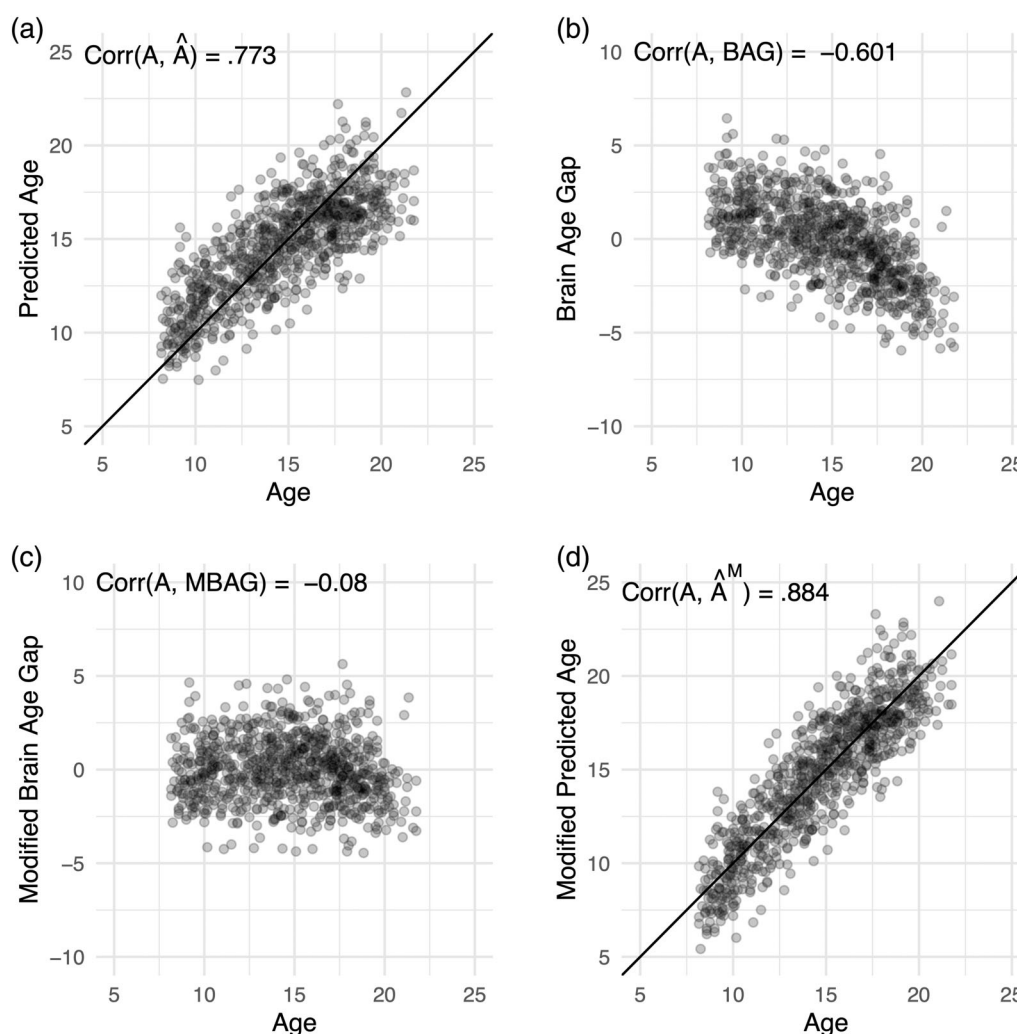 (a)
25
Corr(A, Â) = .773
20
15
10
5
Predicted Age
5 10 15 20 25
Age
(b)
10
Corr(A, BAG) = −0.601
5
0
−5
−10
Brain Age Gap
5 10 15 20 25
Age
(c)
10
Corr(A, MBAG) = −0.08
5
0
−5
−10
Modified Brain Age Gap
5 10 15 20 25
Age
(d)
25
Corr(A, Â^M) = .884
20
15
10
5
Modified Predicted Age
5 10 15 20 25
Age